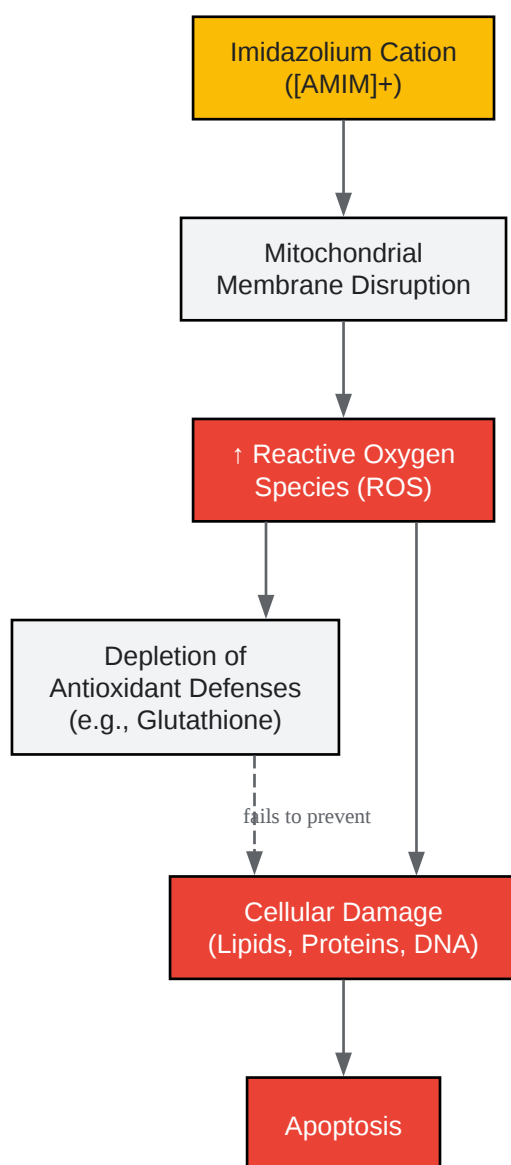 Imidazolium Cation
([AMIM]+)
Mitochondrial
Membrane Disruption
↑ Reactive Oxygen
Species (ROS)
Depletion of
Antioxidant Defenses
(e.g., Glutathione)
fails to prevent
Cellular Damage
(Lipids, Proteins, DNA)
Apoptosis